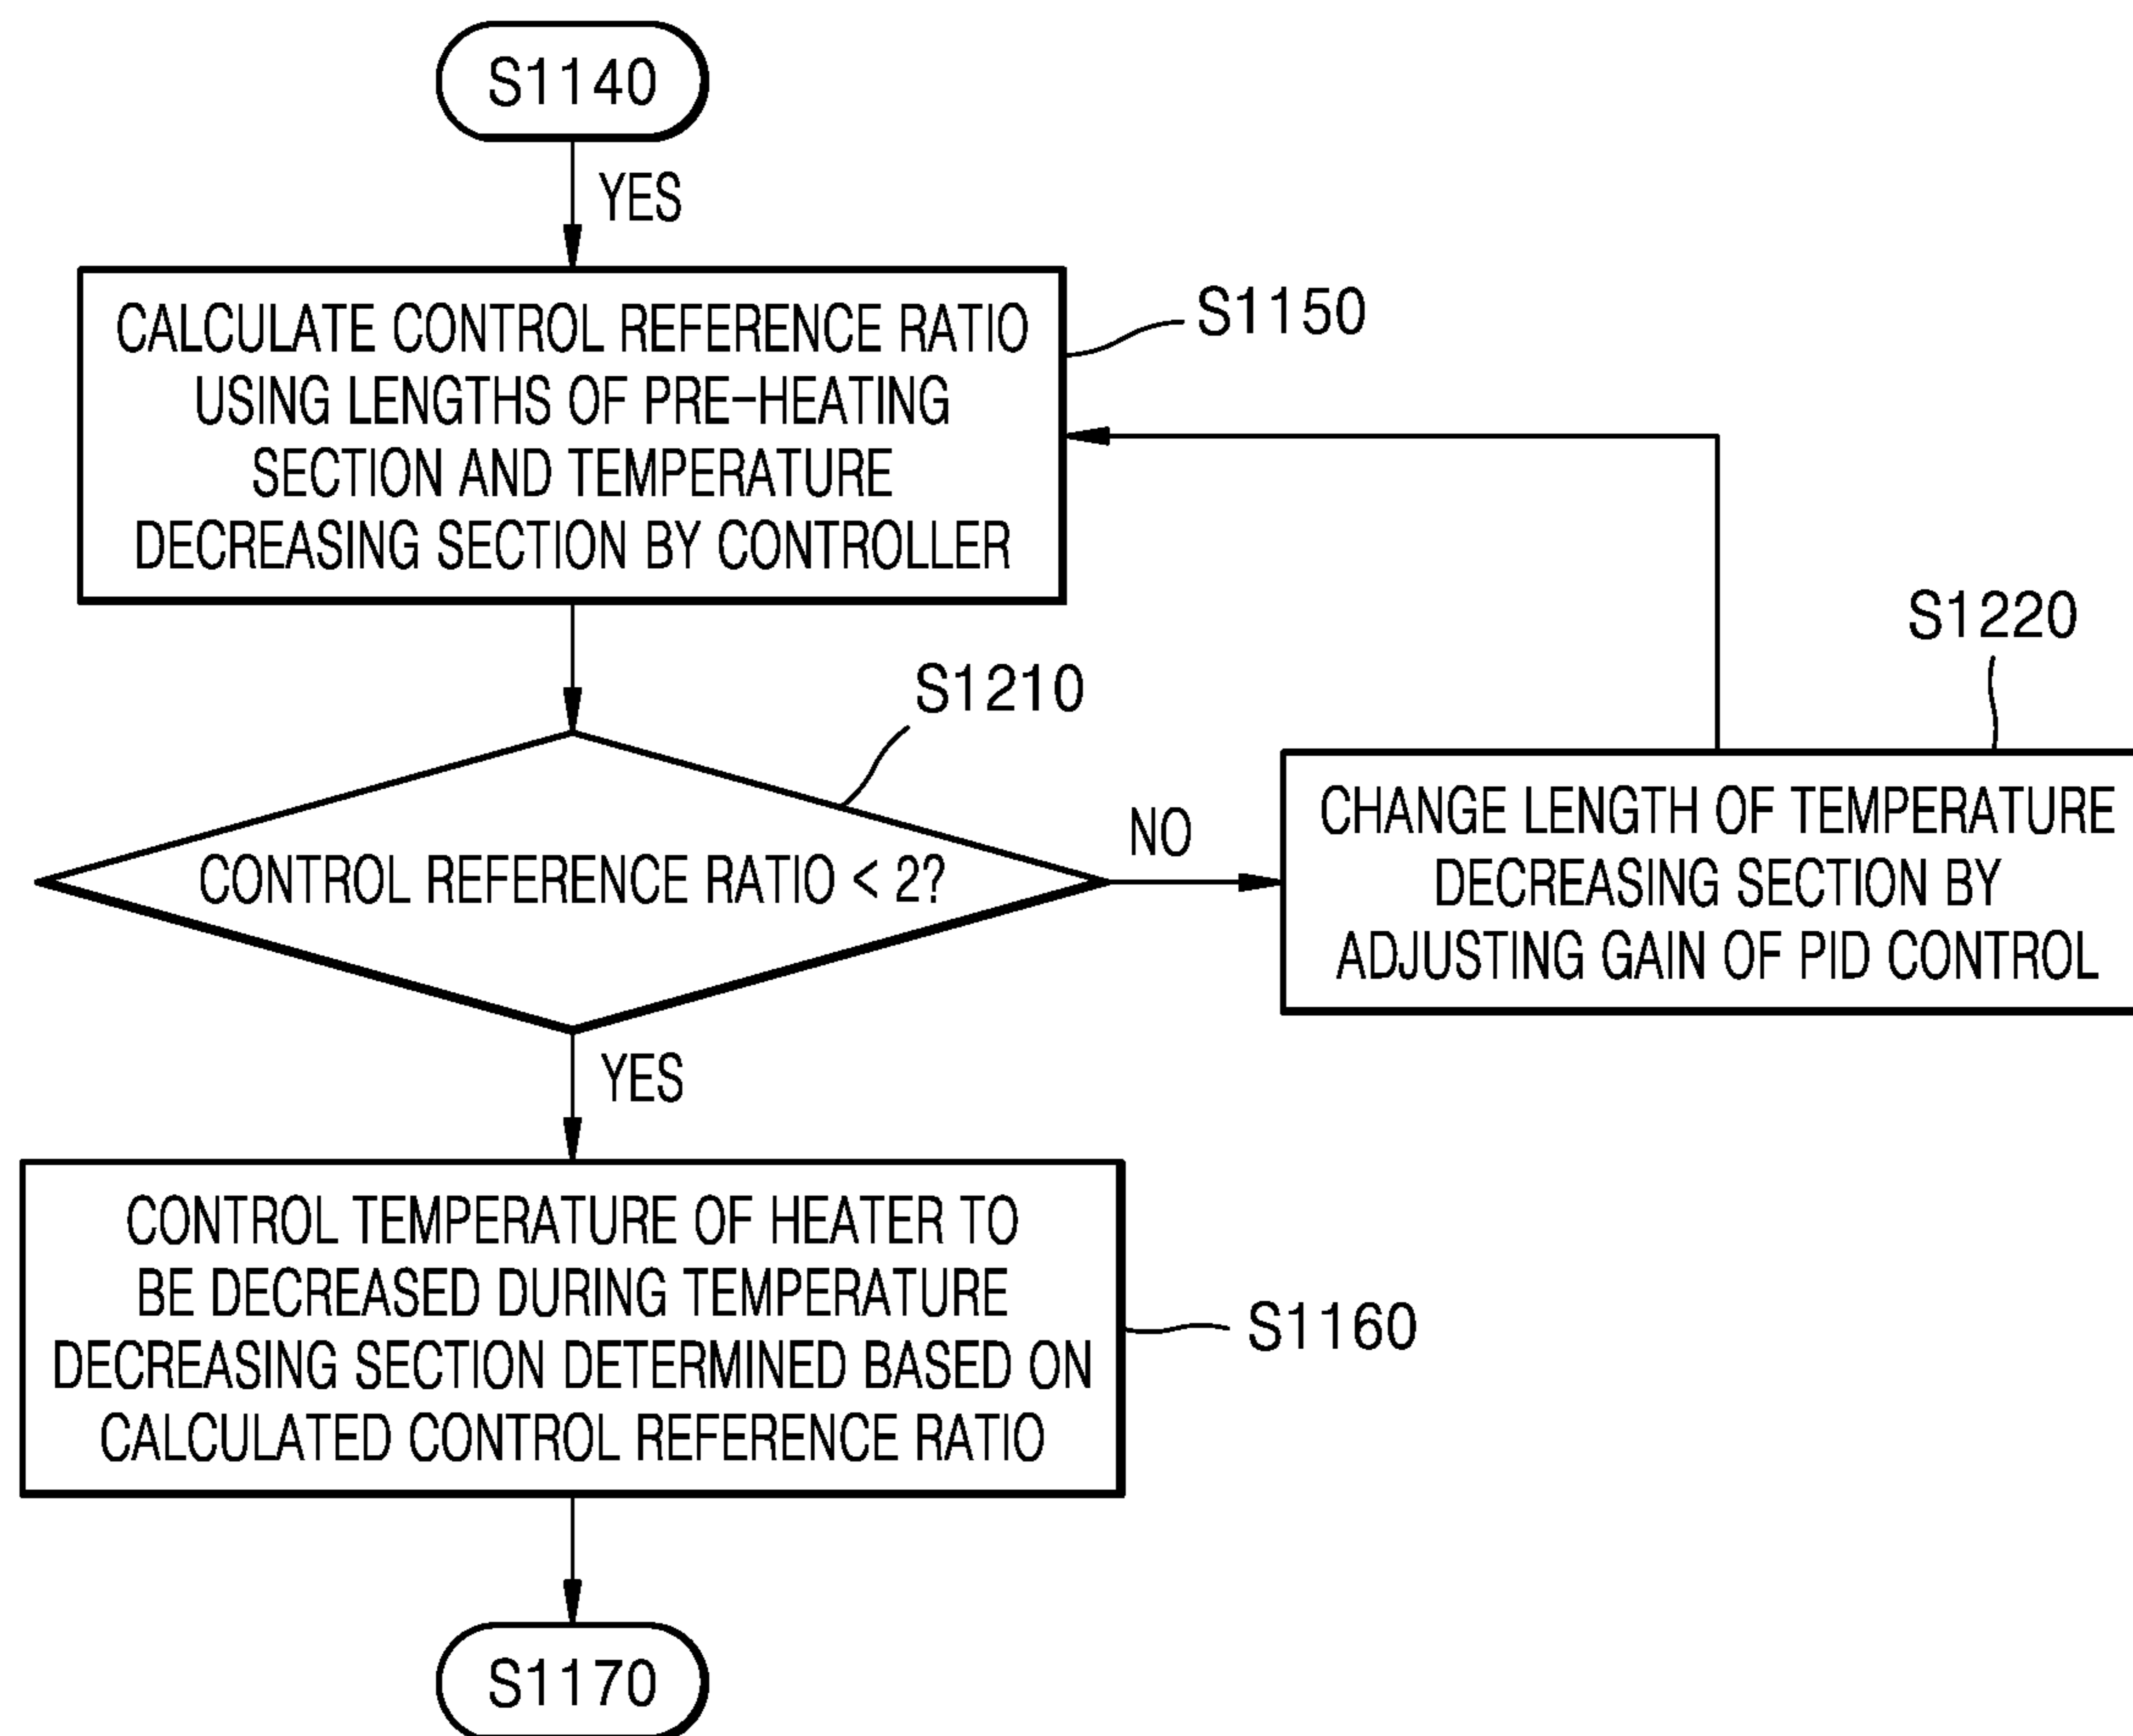 S1140
YES
CALCULATE CONTROL REFERENCE RATIO
USING LENGTHS OF PRE-HEATING
SECTION AND TEMPERATURE
DECREASING SECTION BY CONTROLLER
S1150
S1210
CONTROL REFERENCE RATIO < 2?
NO
S1220
CHANGE LENGTH OF TEMPERATURE
DECREASING SECTION BY
ADJUSTING GAIN OF PID CONTROL
YES
CONTROL TEMPERATURE OF HEATER TO
BE DECREASED DURING TEMPERATURE
DECREASING SECTION DETERMINED BASED ON
CALCULATED CONTROL REFERENCE RATIO
S1160
S1170